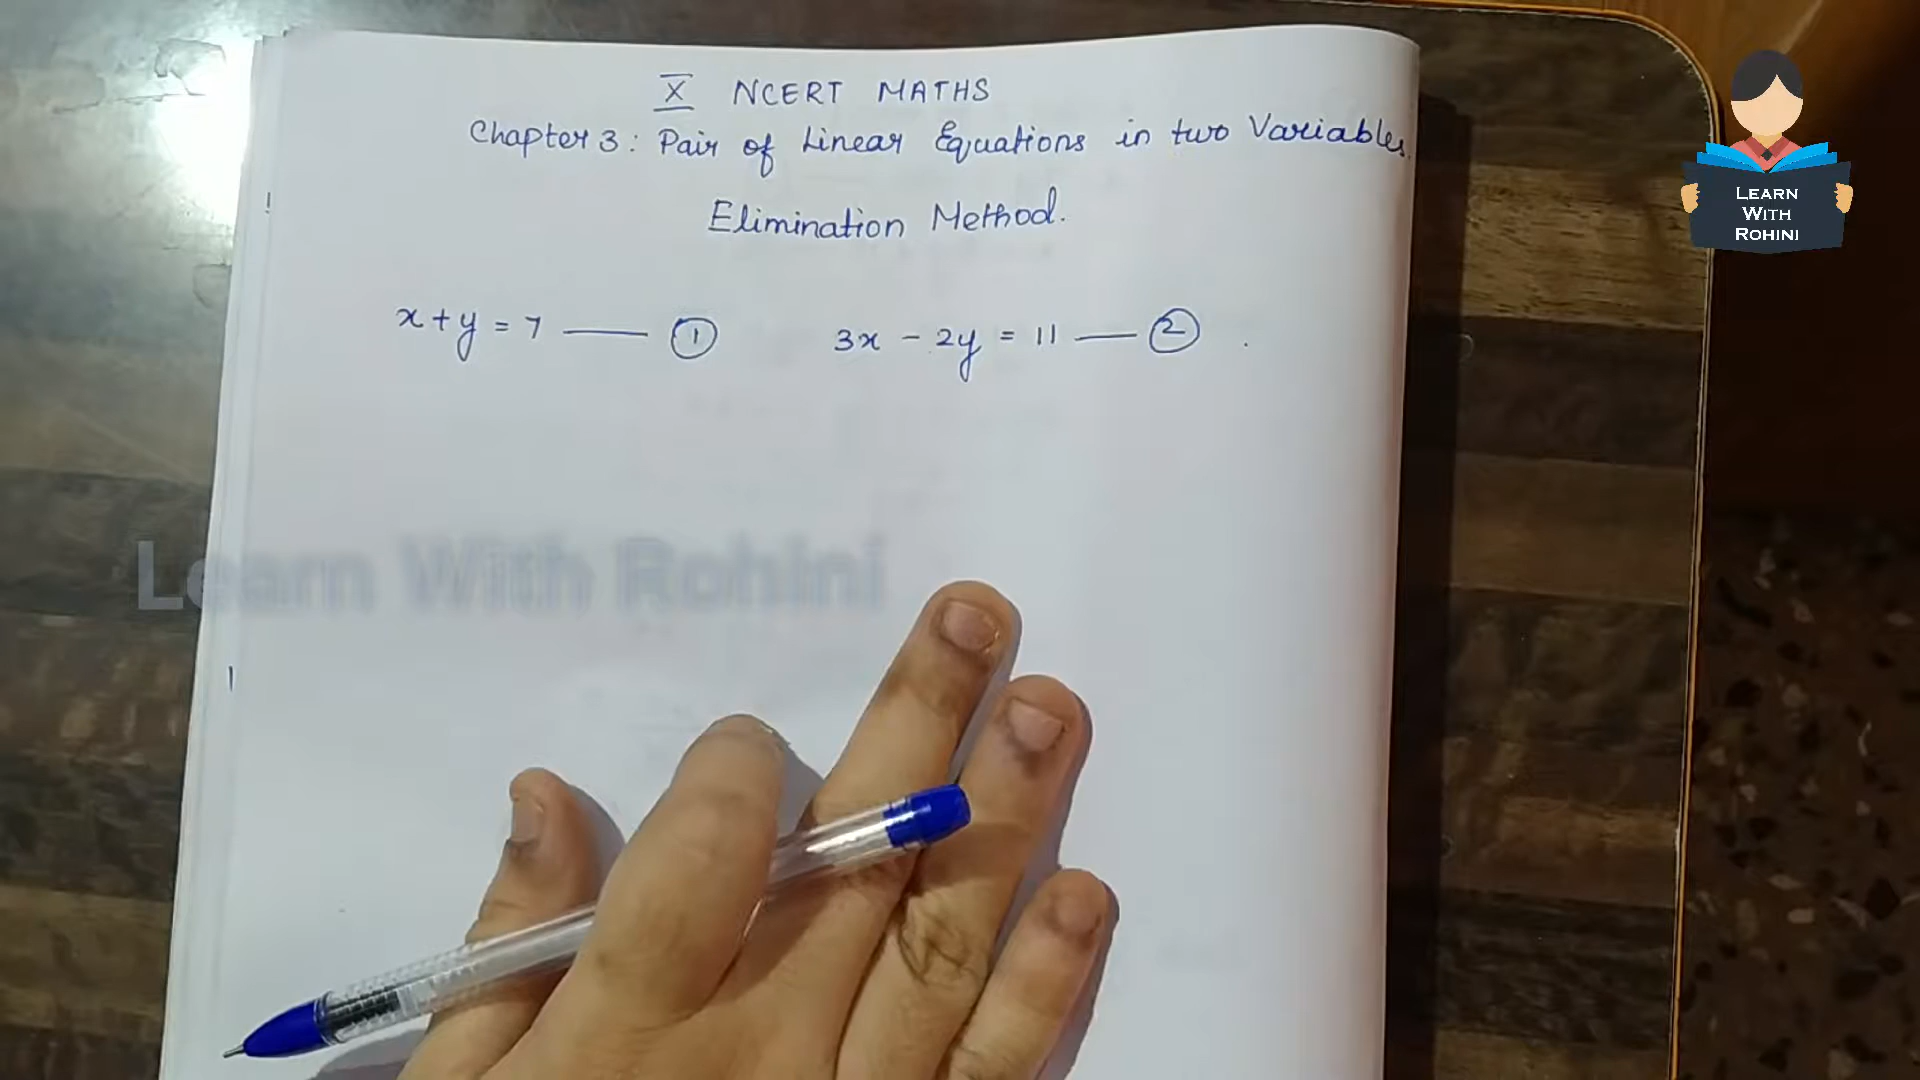 X NCERT MATHS
Chapter 3: Pair of Linear Equations in two Variables.
Elimination Method.
x+y = 7 —— ①
3x - 2y = 11 —— ②
Learn With Rohini
LEARN
WITH
ROHINI